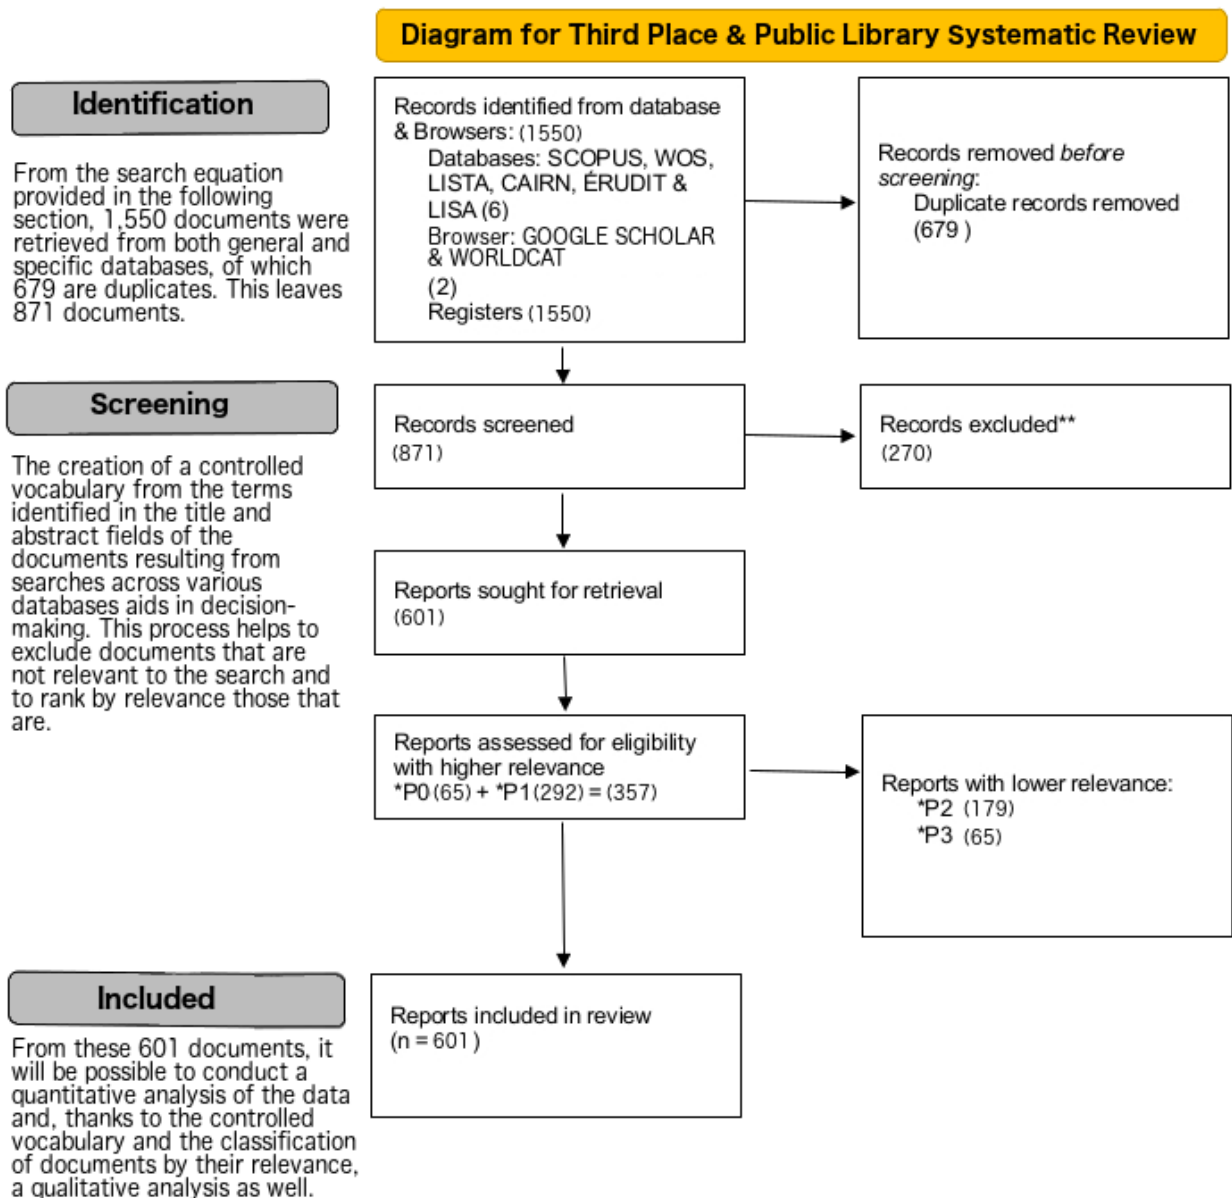 Diagram for Third Place & Public Library Systematic Review
Identification
From the search equation
provided in the following
section, 1,550 documents were
retrieved from both general and
specific databases, of which
679 are duplicates. This leaves
871 documents.
Records identified from database
& Browsers: (1550)
Databases: SCOPUS, WOS,
LISTA, CAIRN, ÉRUDIT &
LISA (6)
Browser: GOOGLE SCHOLAR
& WORLDCAT
(2)
Registers (1550)
Records removed before
screening:
Duplicate records removed
(679 )
Screening
The creation of a controlled
vocabulary from the terms
identified in the title and
abstract fields of the
documents resulting from
searches across various
databases aids in decision-
making. This process helps to
exclude documents that are
not relevant to the search and
to rank by relevance those that
are.
Records screened
(871)
Records excluded**
(270)
Reports sought for retrieval
(601)
Reports assessed for eligibility
with higher relevance
*P0 (65) + *P1(292) = (357)
Reports with lower relevance:
*P2 (179)
*P3 (65)
Included
From these 601 documents, it
will be possible to conduct a
quantitative analysis of the data
and, thanks to the controlled
vocabulary and the classification
of documents by their relevance,
a qualitative analysis as well.
Reports included in review
(n = 601 )